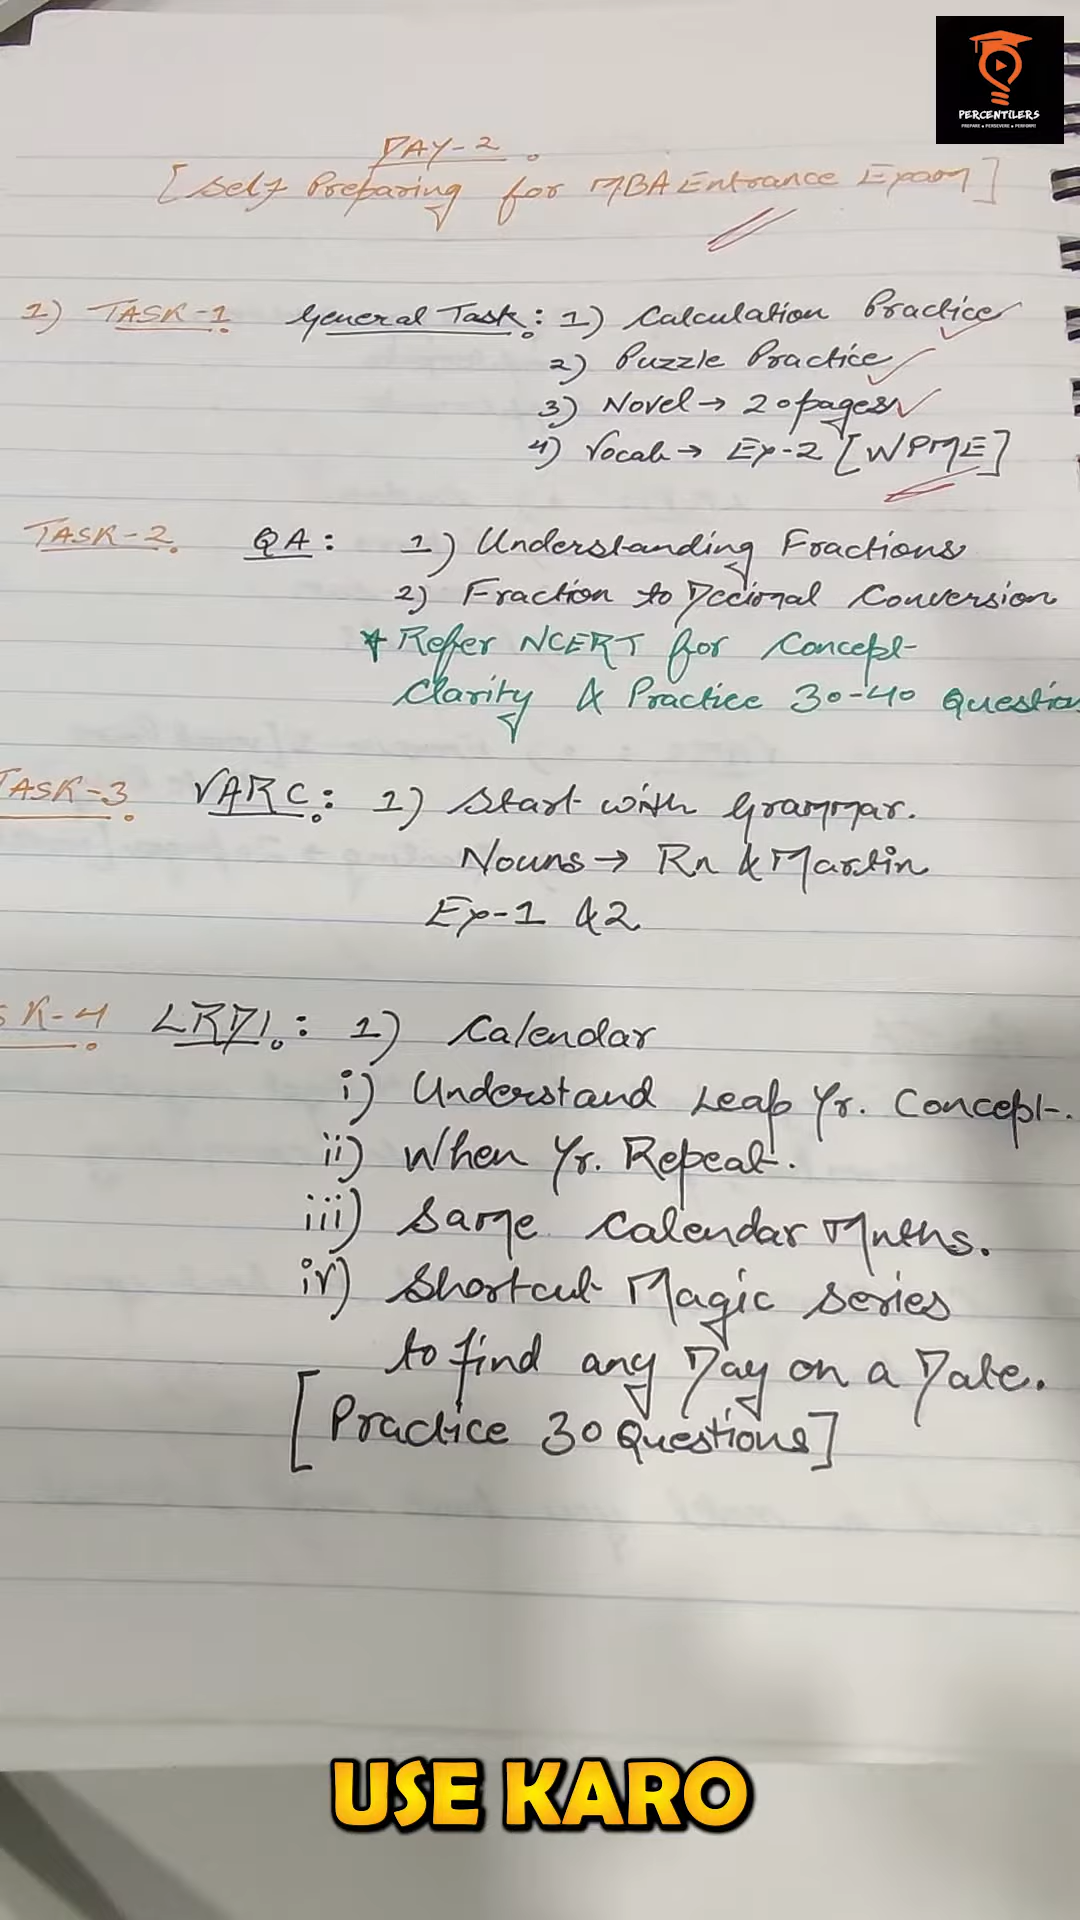 PERCENTILERS
PREPARE • PERSEVERE • PERFORM
DAY-2
[Self Preparing for MBA Entrance Exam]
1) TASK-1 General Task: 1) Calculation Practice
2) Puzzle Practice
3) Novel → 20 pages
4) Vocab → Ex-2 [WPME]
TASK-2 QA: 1) Understanding Fractions
2) Fraction to Decimal Conversion
* Refer NCERT for Concept
Clarity & Practice 30-40 Question
TASK-3 VARC: 1) Start with Grammar.
Nouns → Rn & Martin
Ex-1 &2
SK-4 LRDI: 1) Calendar
i) Understand Leap Yr. Concept.
ii) When Yr. Repeat.
iii) Same Calendar Mnths.
iv) Shortcut Magic series
to find any Day on a Date.
[Practice 30 Questions]
USE KARO